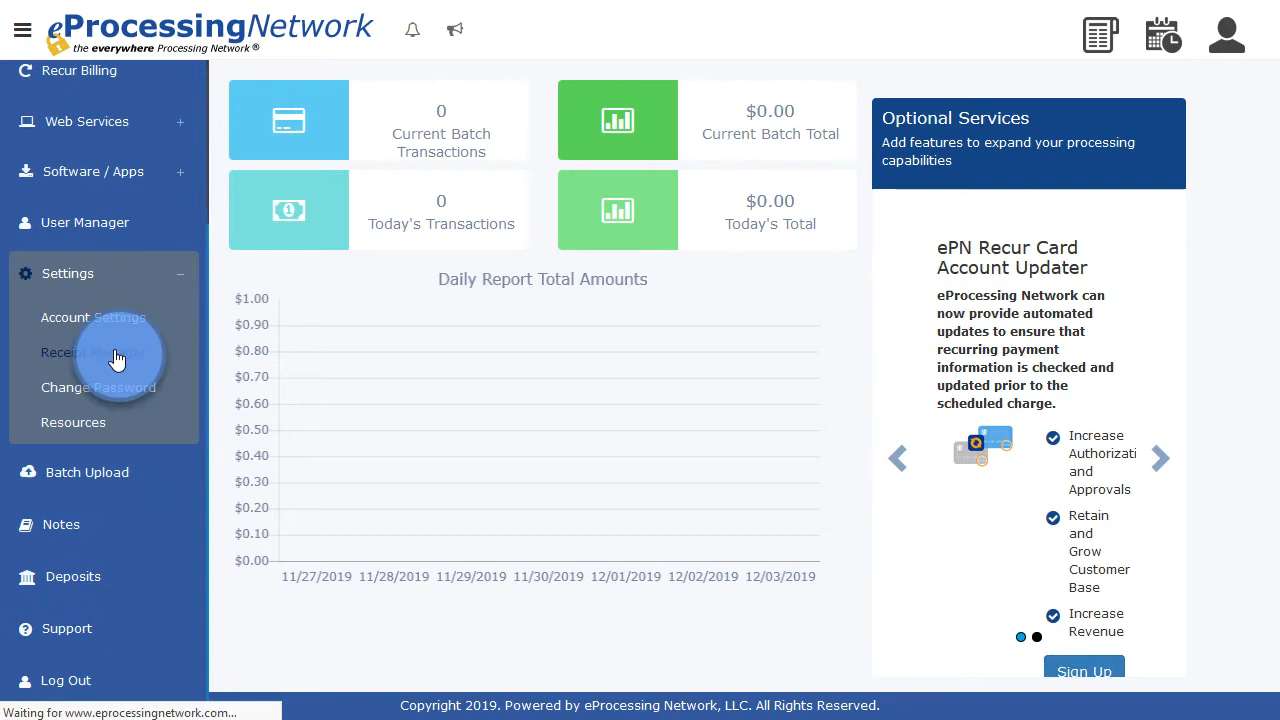 eProcessingNetwork
the everywhere Processing Network®
Recur Billing
Web Services +
Software / Apps +
User Manager
Settings −
Account Settings
Receipt Manager
Change Password
Resources
Batch Upload
Notes
Deposits
Support
Log Out
0
Current Batch
Transactions
$0.00
Current Batch Total
1
0
Today's Transactions
$0.00
Today's Total
Daily Report Total Amounts
$1.00
$0.90
$0.80
$0.70
$0.60
$0.50
$0.40
$0.30
$0.20
$0.10
$0.00
11/27/2019 11/28/2019 11/29/2019 11/30/2019 12/01/2019 12/02/2019 12/03/2019
Optional Services
Add features to expand your processing
capabilities
ePN Recur Card
Account Updater
eProcessing Network can
now provide automated
updates to ensure that
recurring payment
information is checked and
updated prior to the
scheduled charge.
Increase
Authorizati
and
Approvals
Retain
and
Grow
Customer
Base
Increase
Revenue
Sign Up
Copyright 2019. Powered by eProcessing Network, LLC. All Rights Reserved.
Waiting for www.eprocessingnetwork.com...